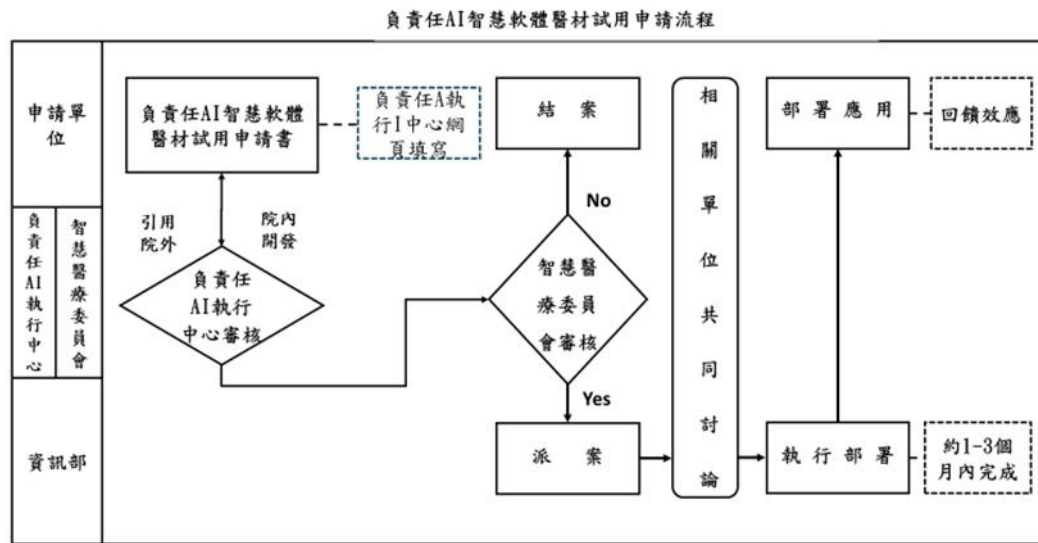 負責任AI智慧軟體醫材試用申請流程
申請單
位
負責任AI智慧軟體
醫材試用申請書
負責任A執
行I中心網
頁填寫
結案
相關單位共同討論
部署應用
回饋效應
負責任AI執行中心
智慧醫療委員會
引用
院外
院內
開發
負責任
AI執行
中心審核
No
智慧醫
療委員
會審核
Yes
資訊部
派案
執行部署
約1-3個
月內完成